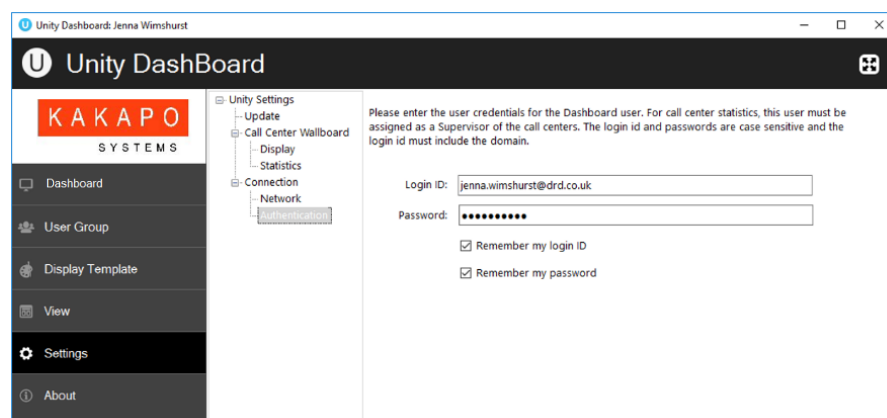 Unity Dashboard: Jenna Wimshurst
U Unity DashBoard
KAKAPO
SYSTEMS
Dashboard
User Group
Display Template
View
Settings
About
Unity Settings
Update
Call Center Wallboard
Display
Statistics
Connection
Network
Authentication
Please enter the user credentials for the Dashboard user. For call center statistics, this user must be
assigned as a Supervisor of the call centers. The login id and passwords are case sensitive and the
login id must include the domain.
Login ID: jenna.wimshurst@drd.co.uk
Password: ●●●●●●●●●●
Remember my login ID
Remember my password